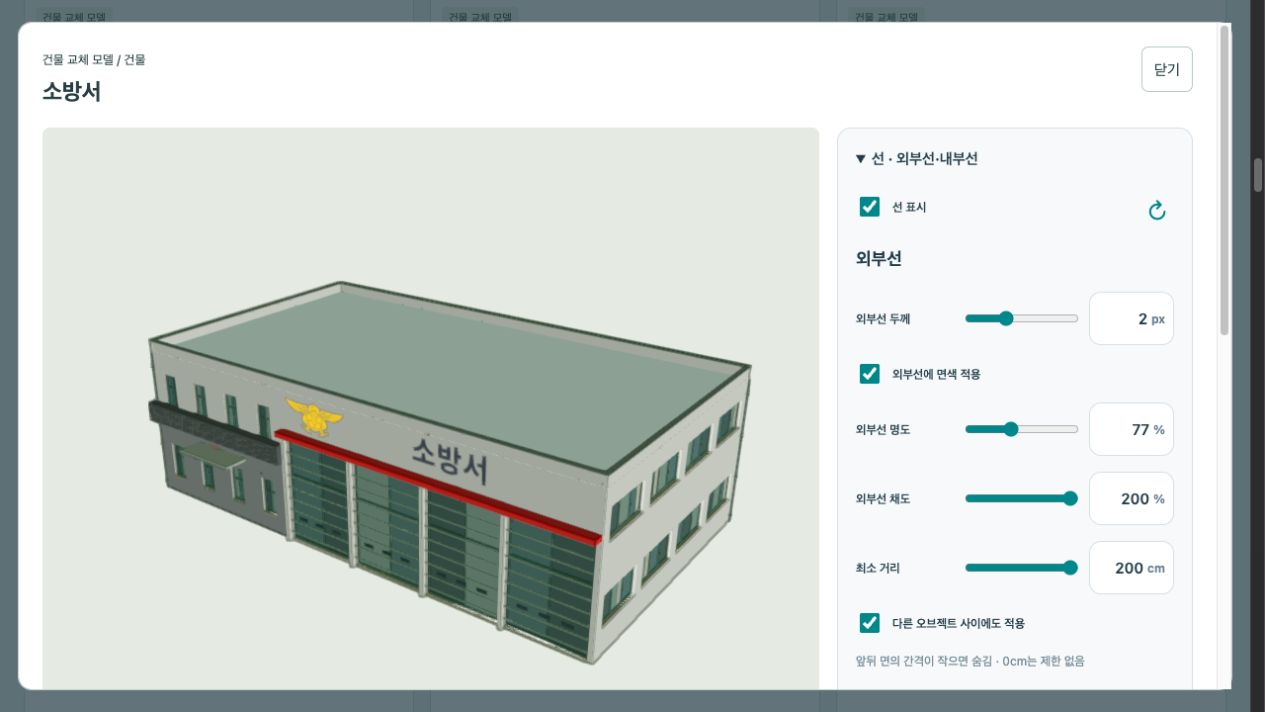 건물 교체 모델
건물 교체 모델
건물 교체 모델
건물 교체 모델 / 건물
소방서
닫기
소방서
▼ 선 · 외부선·내부선
선 표시
외부선
외부선 두께
2 px
외부선에 면색 적용
외부선 명도
77 %
외부선 채도
200 %
최소 거리
200 cm
다른 오브젝트 사이에도 적용
앞뒤 면의 간격이 작으면 숨김 · 0cm는 제한 없음